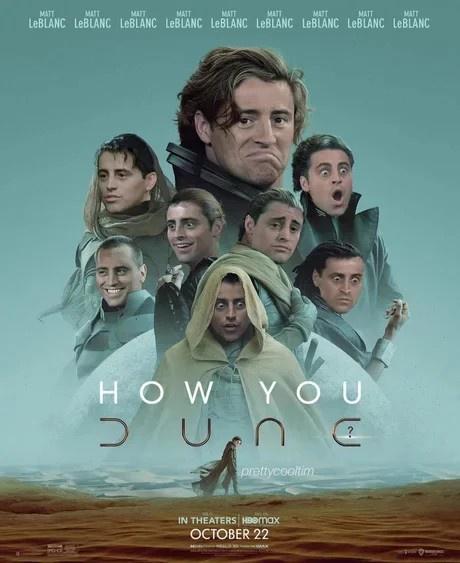 MATT MATT MATT MATT MATT MATT MATT MATT MATT
LeBLANC LeBLANC LeBLANC LeBLANC LeBLANC LeBLANC LeBLANC LeBLANC LeBLANC
HOW YOU
DUNE?
prettycooltim
IN THEATERS HBOmax
OCTOBER 22